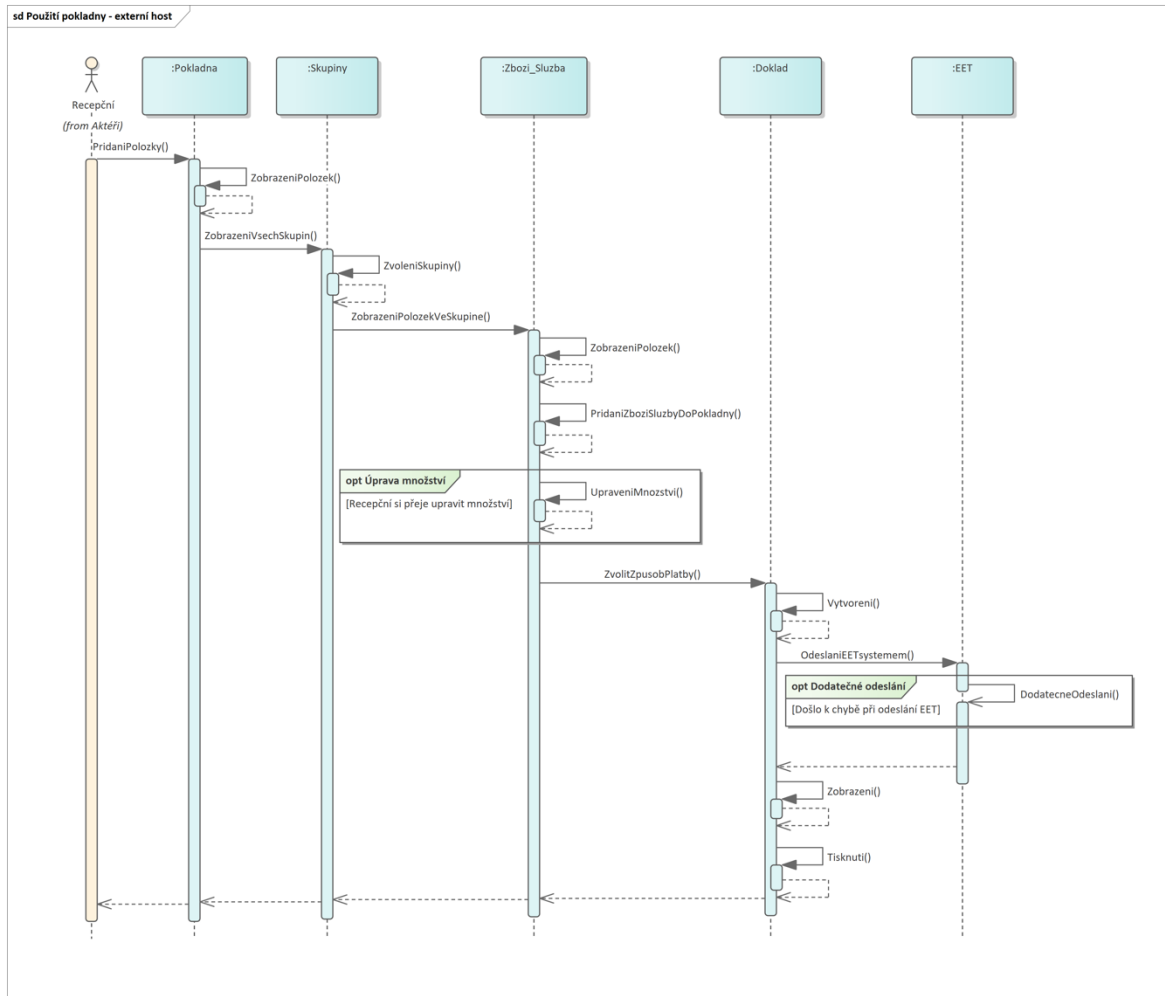 sd Použití pokladny - externí host
:Pokladna
:Skupiny
:Zbozi_Sluzba
:Doklad
:EET
Recepční
(from Aktéři)
PridaniPolozky()
ZobrazeniPolozek()
ZobrazeniVsechSkupin()
ZvoleniSkupiny()
ZobrazeniPolozekVeSkupine()
ZobrazeniPolozek()
PridaniZboziSluzbyDoPokladny()
opt Úprava množství
[Recepční si přeje upravit množství]
UpraveniMnozstvi()
ZvolitZpusobPlatby()
Vytvoreni()
OdeslaniEETsystemem()
opt Dodatečné odeslání
[Došlo k chybě při odeslání EET]
DodatecneOdeslani()
Zobrazeni()
Tisknuti()